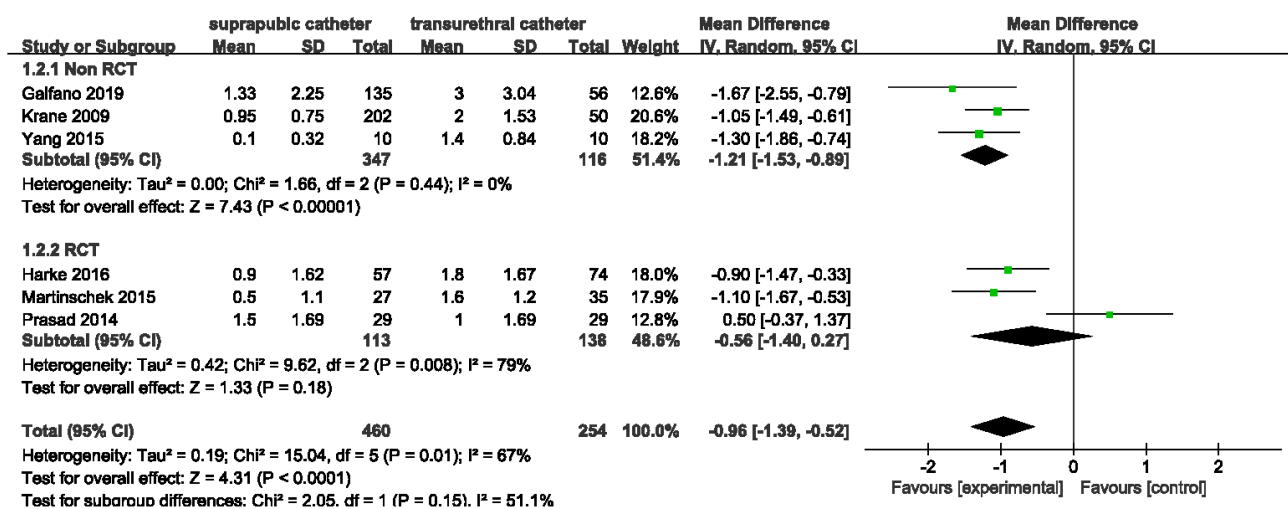 suprapubic catheter transurethral catheter Mean Difference Mean Difference
Study or Subgroup Mean SD Total Mean SD Total Weight IV, Random, 95% CI IV, Random, 95% CI
1.2.1 Non RCT
Galfano 2019 1.33 2.25 135 3 3.04 56 12.6% -1.67 [-2.55, -0.79]
Krane 2009 0.95 0.75 202 2 1.53 50 20.6% -1.05 [-1.49, -0.61]
Yang 2015 0.1 0.32 10 1.4 0.84 10 18.2% -1.30 [-1.86, -0.74]
Subtotal (95% CI) 347 116 51.4% -1.21 [-1.53, -0.89]
Heterogeneity: Tau² = 0.00; Chi² = 1.66, df = 2 (P = 0.44); I² = 0%
Test for overall effect: Z = 7.43 (P < 0.00001)
1.2.2 RCT
Harke 2016 0.9 1.62 57 1.8 1.67 74 18.0% -0.90 [-1.47, -0.33]
Martinschek 2015 0.5 1.1 27 1.6 1.2 35 17.9% -1.10 [-1.67, -0.53]
Prasad 2014 1.5 1.69 29 1 1.69 29 12.8% 0.50 [-0.37, 1.37]
Subtotal (95% CI) 113 138 48.6% -0.56 [-1.40, 0.27]
Heterogeneity: Tau² = 0.42; Chi² = 9.62, df = 2 (P = 0.008); I² = 79%
Test for overall effect: Z = 1.33 (P = 0.18)
Total (95% CI) 460 254 100.0% -0.96 [-1.39, -0.52]
Heterogeneity: Tau² = 0.19; Chi² = 15.04, df = 5 (P = 0.01); I² = 67%
Test for overall effect: Z = 4.31 (P < 0.0001)
Test for subgroup differences: Chi² = 2.05, df = 1 (P = 0.15), I² = 51.1%
-2 -1 0 1 2
Favours [experimental] Favours [control]